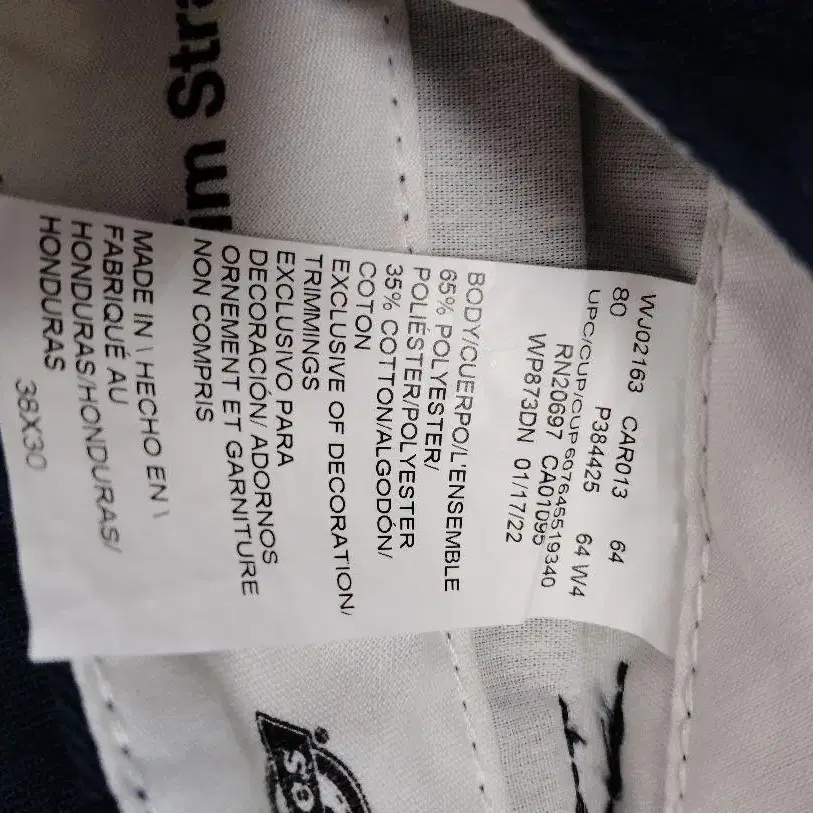 WJ02163 CAR013 64
80 P384425 64 W4
UPC/CUP/CUP 607645519340
RN20697 CA01095
WP873DN 01/17/22
BODY/CUERPO/L'ENSEMBLE
65% POLYESTER/
POLIÉSTER/POLYESTER
35% COTTON/ALGODÓN/
COTON
EXCLUSIVE OF DECORATION/
TRIMMINGS
EXCLUSIVO PARA
DECORACIÓN/ ADORNOS
ORNEMENT ET GARNITURE
NON COMPRIS
MADE IN \ HECHO EN \
FABRIQUÉ AU
HONDURAS/HONDURAS/
HONDURAS
38X30